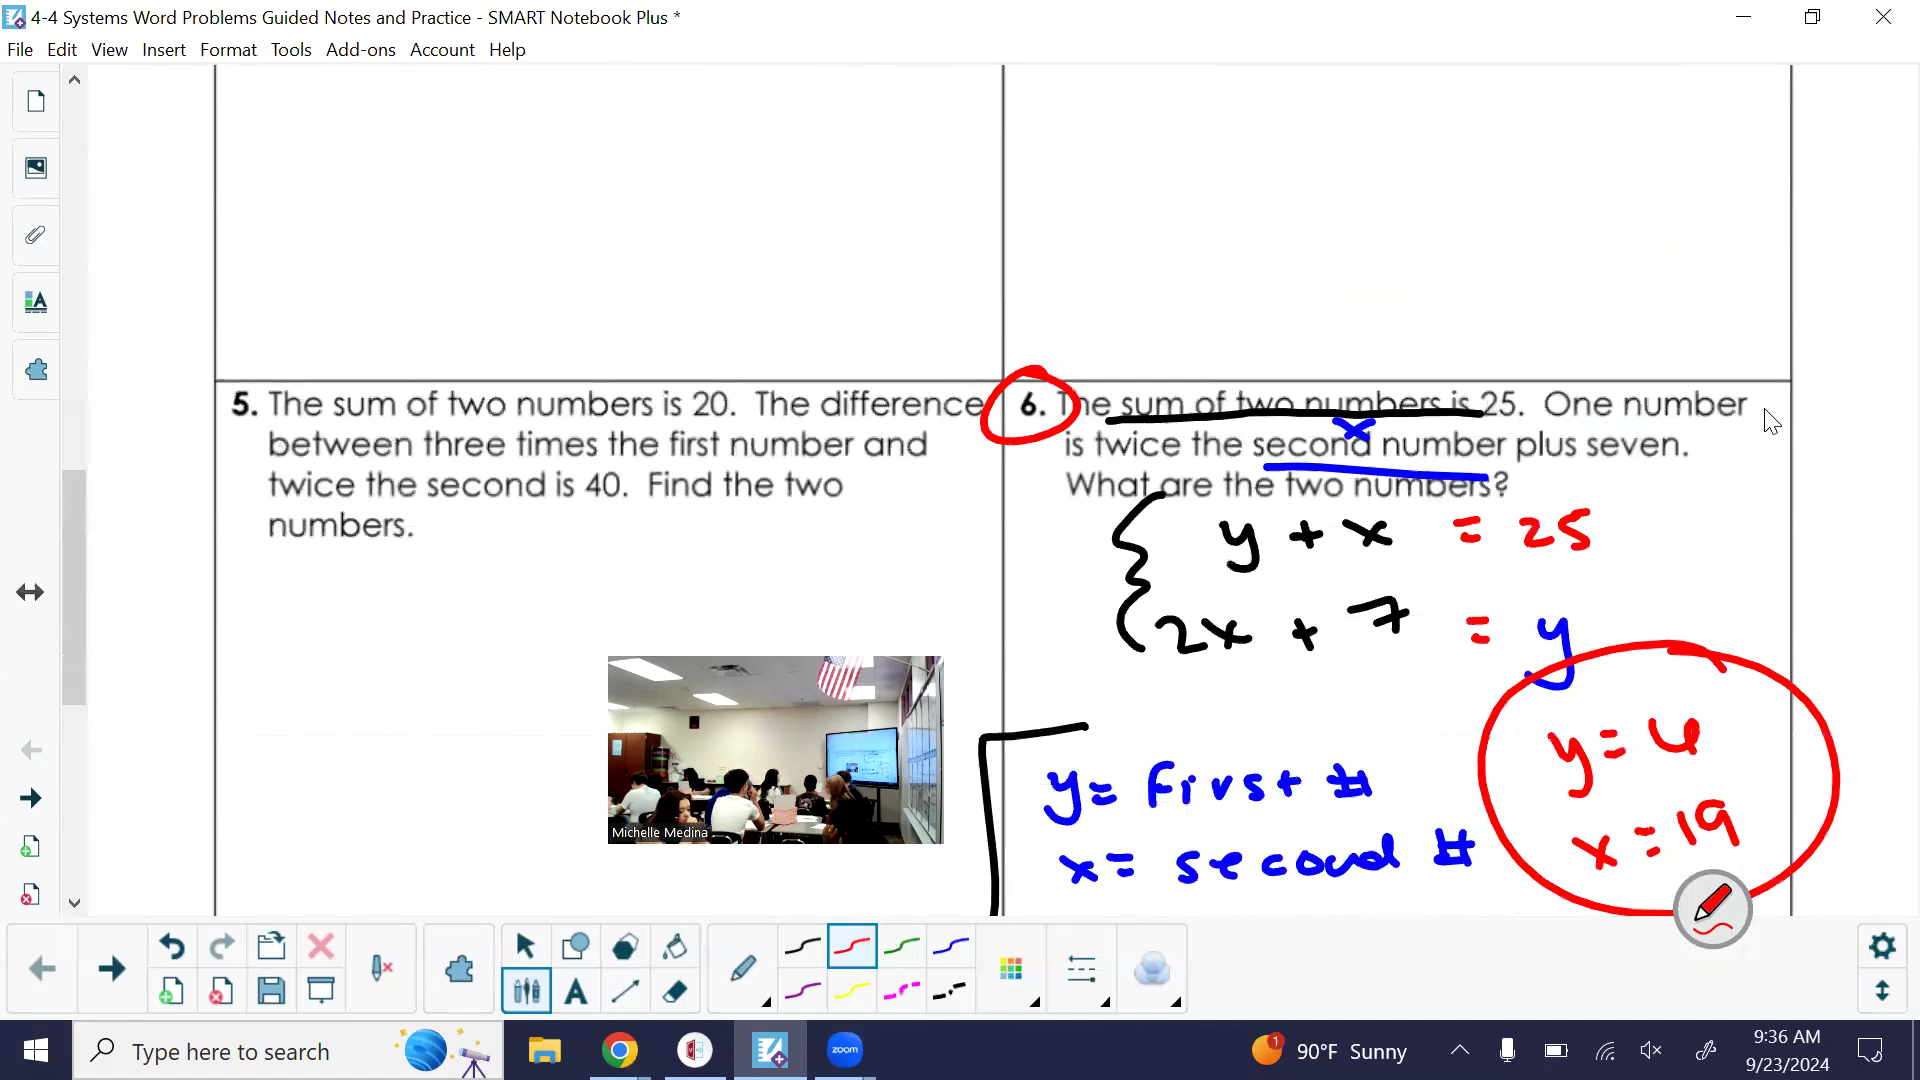 4-4 Systems Word Problems Guided Notes and Practice - SMART Notebook Plus *
File Edit View Insert Format Tools Add-ons Account Help
5. The sum of two numbers is 20. The difference
between three times the first number and
twice the second is 40. Find the two
numbers.
6. The sum of two numbers is 25. One number
x
is twice the second number plus seven.
What are the two numbers?
y + x = 25
2x + 7 = y
y = 6
x = 19
y = first #
x = second #
Michelle Medina
A
Type here to search
zoom
1
90°F Sunny
9:36 AM
9/23/2024